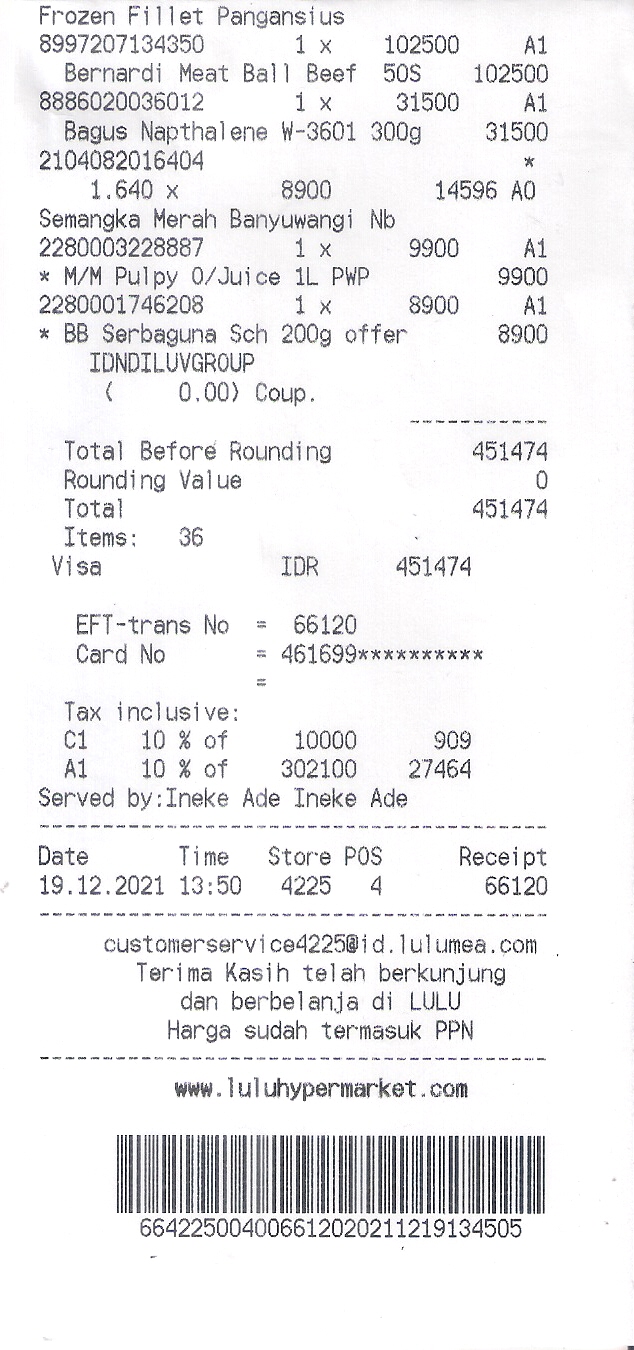 Frozen Fillet Pangansius
8997207134350 1 x 102500 A1
Bernardi Meat Ball Beef 50S 102500
8886020036012 1 x 31500 A1
Bagus Napthalene W-3601 300g 31500
2104082016404 *
1.640 x 8900 14596 A0
Semangka Merah Banyuwangi Nb
2280003228887 1 x 9900 A1
* M/M Pulpy O/Juice 1L PWP 9900
2280001746208 1 x 8900 A1
* BB Serbaguna Sch 200g offer 8900
IDNDILUVGROUP
( 0.00) Coup.
----------
Total Before Rounding 451474
Rounding Value 0
Total 451474
Items: 36
Visa IDR 451474
EFT-trans No = 66120
Card No = 461699**********
=
Tax inclusive:
C1 10 % of 10000 909
A1 10 % of 302100 27464
Served by:Ineke Ade Ineke Ade
----------------------------------------
Date Time Store POS Receipt
19.12.2021 13:50 4225 4 66120
----------------------------------------
customerservice4225@id.lulumea.com
Terima Kasih telah berkunjung
dan berbelanja di LULU
Harga sudah termasuk PPN
----------------------------------------
www.luluhypermarket.com
664225004006612020211219134505